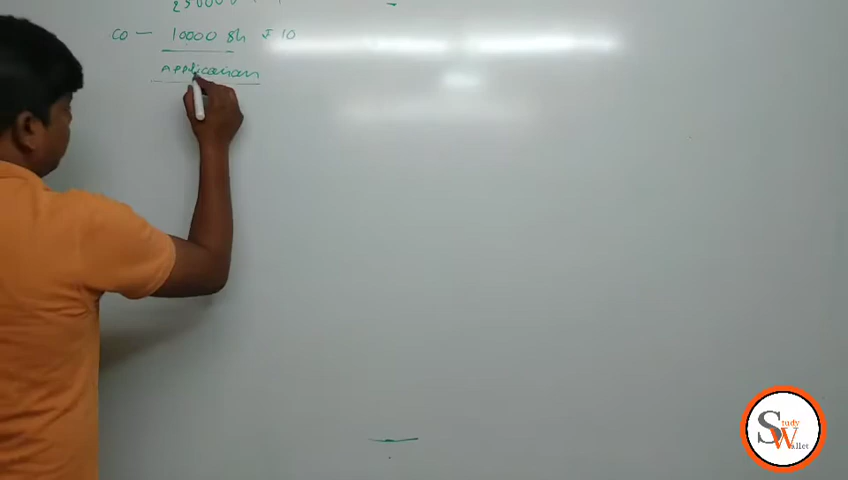 250000
CO — 10000 Sh ₹ 10
Application
Study
Wallet